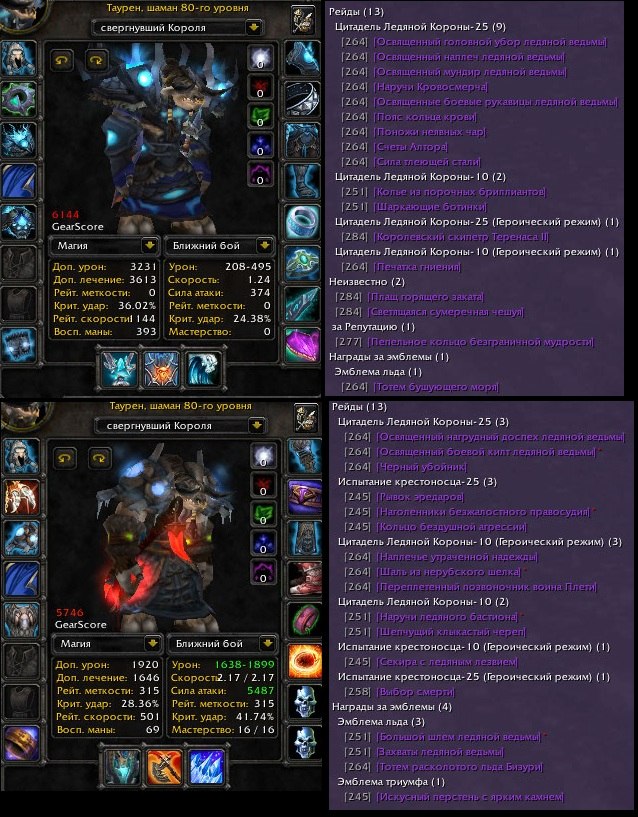 Таурен, шаман 80-го уровня
свергнувший Короля
0
0
0
0
0
6144
GearScore
Магия
Ближний бой
Доп. урон: 3231
Доп. лечение: 3613
Рейт. меткости: 0
Крит. удар: 36.02%
Рейт. скорости: 1144
Восп. маны: 393
Урон: 208-495
Скорость: 1.24
Сила атаки: 374
Рейт. меткости: 0
Крит. удар: 24.38%
Мастерство: 0
Рейды (13)
Цитадель Ледяной Короны-25 (9)
[264] [Освященный головной убор ледяной ведьмы]
[264] [Освященный наплеч ледяной ведьмы]
[264] [Освященный мундир ледяной ведьмы]
[264] [Наручи Кровосмерча]
[264] [Освященные боевые рукавицы ледяной ведьмы]
[264] [Пояс кольца крови]
[264] [Поножи неявных чар]
[264] [Счеты Алтора]
[264] [Сила тлеющей стали]
Цитадель Ледяной Короны-10 (2)
[251] [Колье из порочных бриллиантов]
[251] [Шаркающие ботинки]
Цитадель Ледяной Короны-25 (Героический режим) (1)
[284] [Королевский скипетр Теренаса II]
Цитадель Ледяной Короны-10 (Героический режим) (1)
[264] [Печатка гниения]
Неизвестно (2)
[284] [Плащ горящего заката]
[284] [Светящаяся сумеречная чешуя]
за Репутацию (1)
[277] [Пепельное кольцо безграничной мудрости]
Награды за эмблемы (1)
Эмблема льда (1)
[264] [Тотем бушующего моря]
Таурен, шаман 80-го уровня
свергнувший Короля
0
0
0
0
0
5746
GearScore
Магия
Ближний бой
Доп. урон: 1920
Доп. лечение: 1646
Рейт. меткости: 315
Крит. удар: 28.36%
Рейт. скорости: 501
Восп. маны: 69
Урон: 1638-1899
Скорость: 2.17 / 2.17
Сила атаки: 5487
Рейт. меткости: 315
Крит. удар: 41.74%
Мастерство: 16 / 16
Рейды (13)
Цитадель Ледяной Короны-25 (3)
[264] [Освященный нагрудный доспех ледяной ведьмы]
[264] [Освященный боевой килт ледяной ведьмы]*
[264] [Черный убойник]
Испытание крестоносца-25 (3)
[245] [Рывок эредаров]
[245] [Наголенники безжалостного правосудия]*
[245] [Кольцо бездушной агрессии]
Цитадель Ледяной Короны-10 (Героический режим) (3)
[264] [Наплечье утраченной надежды]
[264] [Шаль из нерубского шелка]*
[264] [Переплетенный позвоночник воина Плети]
Цитадель Ледяной Короны-10 (2)
[251] [Наручи ледяного бастиона]*
[251] [Шепчущий клыкастый череп]
Испытание крестоносца-10 (Героический режим) (1)
[245] [Секира с ледяным лезвием]
Испытание крестоносца-25 (Героический режим) (1)
[258] [Выбор смерти]
Награды за эмблемы (4)
Эмблема льда (3)
[251] [Большой шлем ледяной ведьмы]*
[251] [Захваты ледяной ведьмы]
[264] [Тотем расколотого льда Бизури]
Эмблема триумфа (1)
[245] [Искусный перстень с ярким камнем]